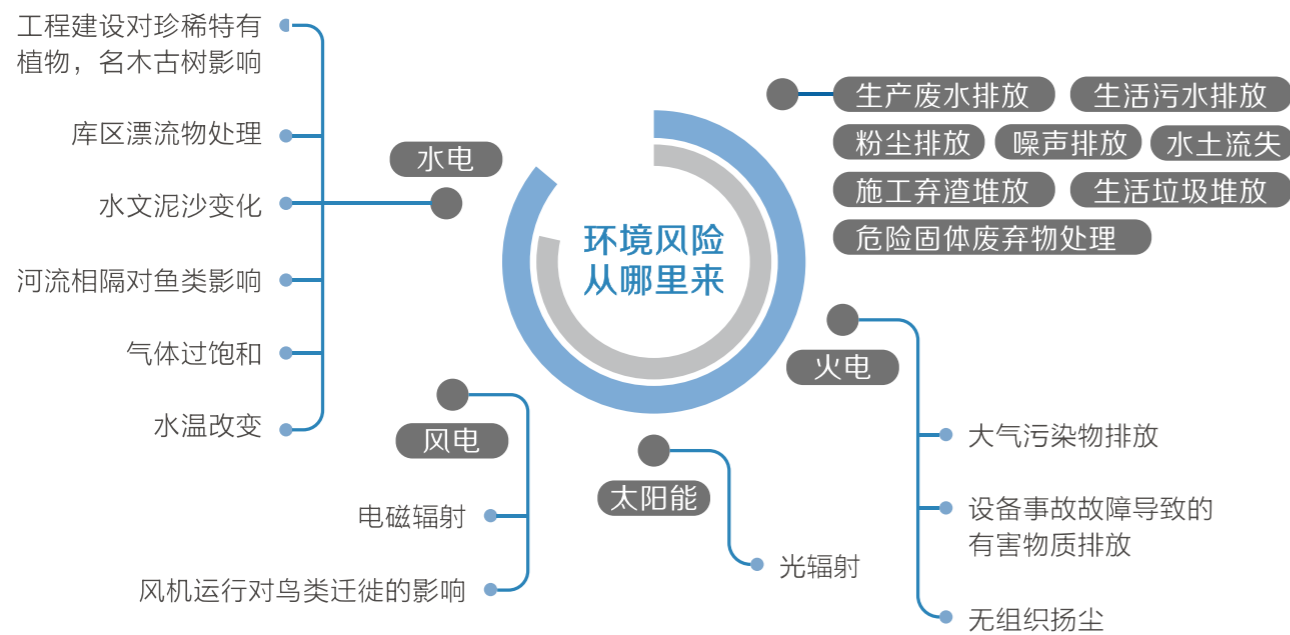 工程建设对珍稀特有
植物，名木古树影响
库区漂流物处理
水文泥沙变化
河流相隔对鱼类影响
气体过饱和
水温改变
水电
环境风险
从哪里来
生产废水排放 生活污水排放
粉尘排放 噪声排放 水土流失
施工弃渣堆放 生活垃圾堆放
危险固体废弃物处理
火电
大气污染物排放
设备事故故障导致的
有害物质排放
无组织扬尘
风电
电磁辐射
风机运行对鸟类迁徙的影响
太阳能
光辐射